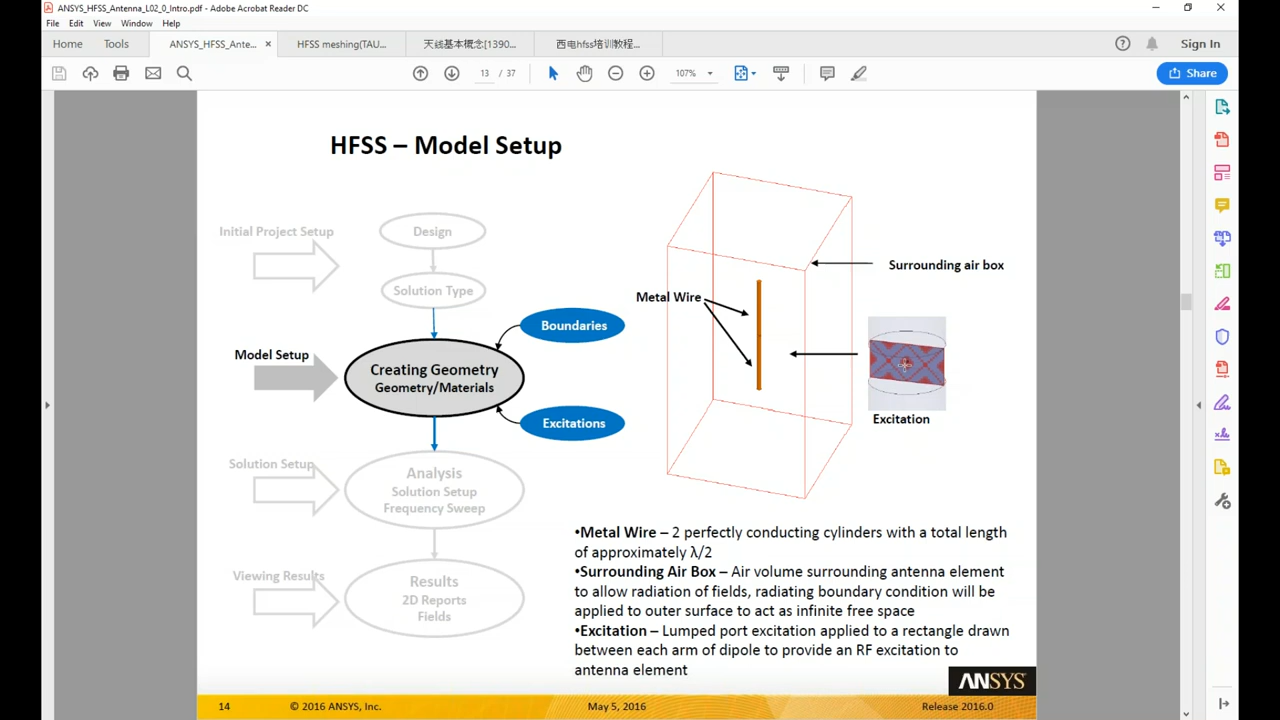 ANSYS_HFSS_Antenna_L02_0_Intro.pdf - Adobe Acrobat Reader DC
File Edit View Window Help
Home Tools ANSYS_HFSS_Ante... × HFSS meshing(TAU... 天线基本概念[1390... 西电hfss培训教程... Sign In
13 / 37 107% Share
HFSS – Model Setup
Initial Project Setup
Design
Solution Type
Boundaries
Model Setup
Creating Geometry
Geometry/Materials
Excitations
Solution Setup
Analysis
Solution Setup
Frequency Sweep
Viewing Results
Results
2D Reports
Fields
Surrounding air box
Metal Wire
Excitation
•Metal Wire – 2 perfectly conducting cylinders with a total length
of approximately λ/2
•Surrounding Air Box – Air volume surrounding antenna element
to allow radiation of fields, radiating boundary condition will be
applied to outer surface to act as infinite free space
•Excitation – Lumped port excitation applied to a rectangle drawn
between each arm of dipole to provide an RF excitation to
antenna element
ANSYS
14 © 2016 ANSYS, Inc. May 5, 2016 Release 2016.0